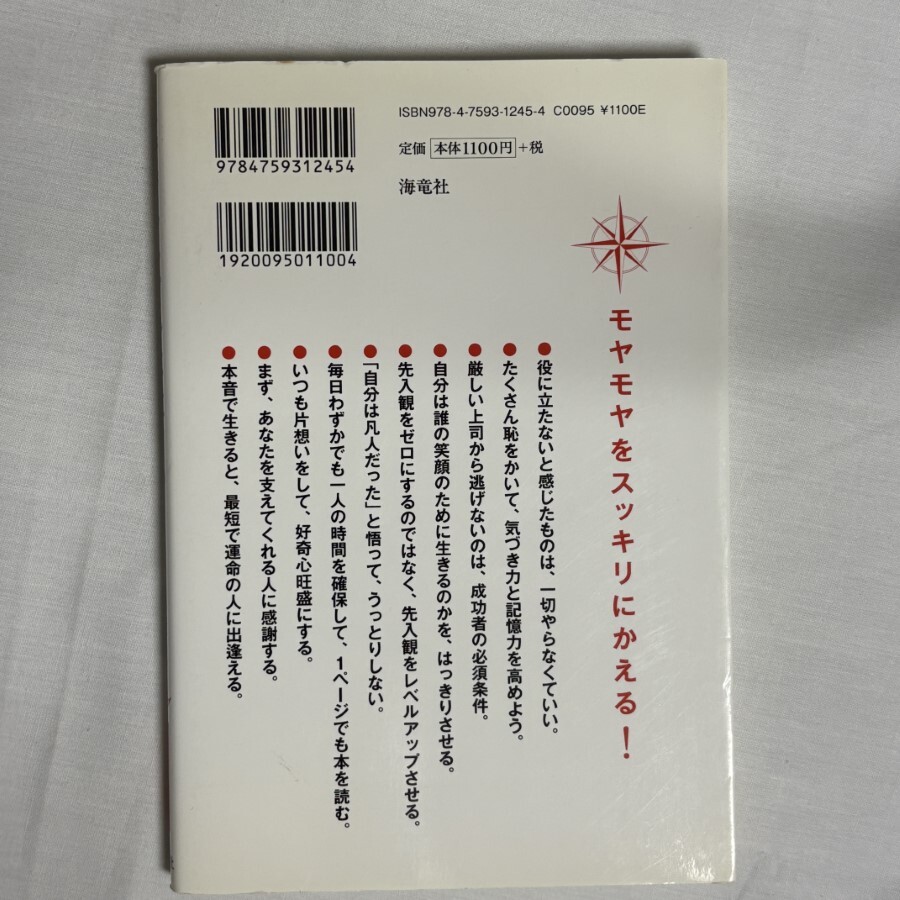 9784759312454
1920095011004
ISBN978-4-7593-1245-4 C0095 ¥1100E
定価 本体1100円 +税
海竜社
モヤモヤをスッキリにかえる!
●役に立たないと感じたものは、一切やらなくていい。
●たくさん恥をかいて、気づき力と記憶力を高めよう。
●厳しい上司から逃げないのは、成功者の必須条件。
●自分は誰の笑顔のために生きるのかを、はっきりさせる。
●先入観をゼロにするのではなく、先入観をレベルアップさせる。
●「自分は凡人だった」と悟って、うっとりしない。
●毎日わずかでも一人の時間を確保して、1ページでも本を読む。
●いつも片想いをして、好奇心旺盛にする。
●まず、あなたを支えてくれる人に感謝する。
●本音で生きると、最短で運命の人に出逢える。